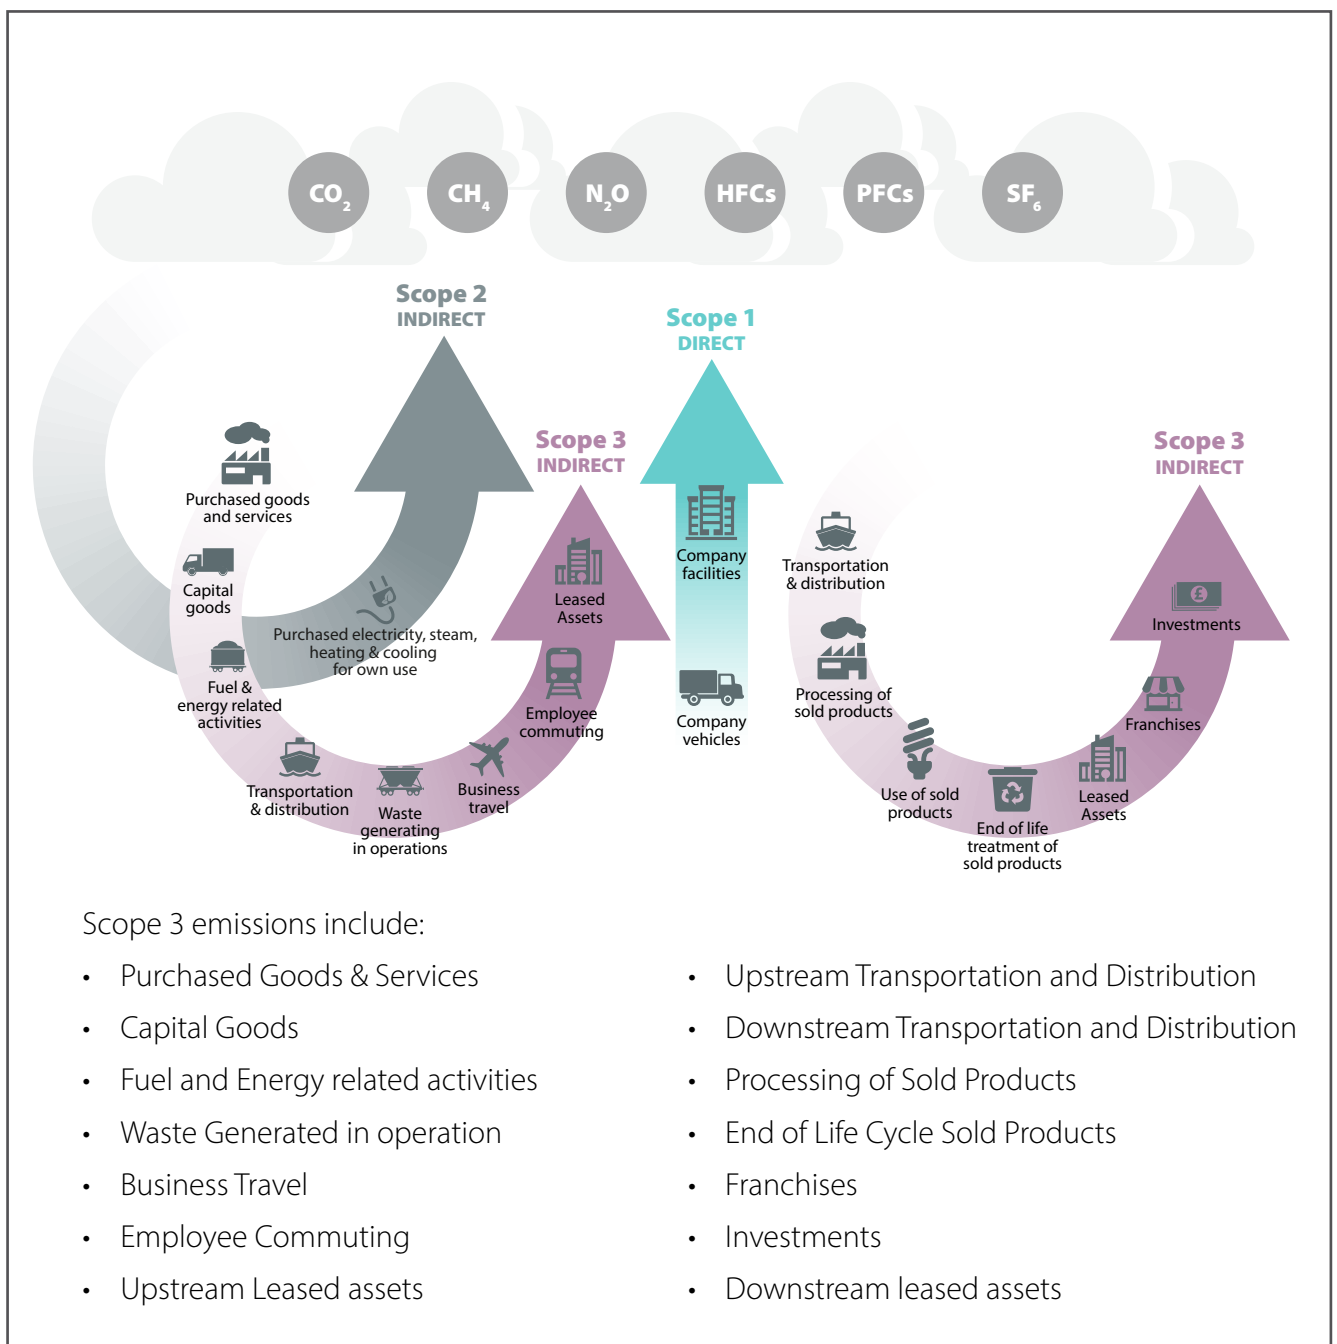 CO2
CH4
N2O
HFCs
PFCs
SF6
Scope 2
INDIRECT
Scope 1
DIRECT
Scope 3
INDIRECT
Scope 3
INDIRECT
Purchased goods
and services
Capital
goods
Fuel &
energy related
activities
Transportation
& distribution
Waste
generating
in operations
Business
travel
Employee
commuting
Leased
Assets
Purchased electricity, steam,
heating & cooling
for own use
Company
facilities
Company
vehicles
Transportation
& distribution
Processing of
sold products
Use of sold
products
End of life
treatment of
sold products
Leased
Assets
Franchises
£
Investments
Scope 3 emissions include:
• Purchased Goods & Services
• Capital Goods
• Fuel and Energy related activities
• Waste Generated in operation
• Business Travel
• Employee Commuting
• Upstream Leased assets
• Upstream Transportation and Distribution
• Downstream Transportation and Distribution
• Processing of Sold Products
• End of Life Cycle Sold Products
• Franchises
• Investments
• Downstream leased assets